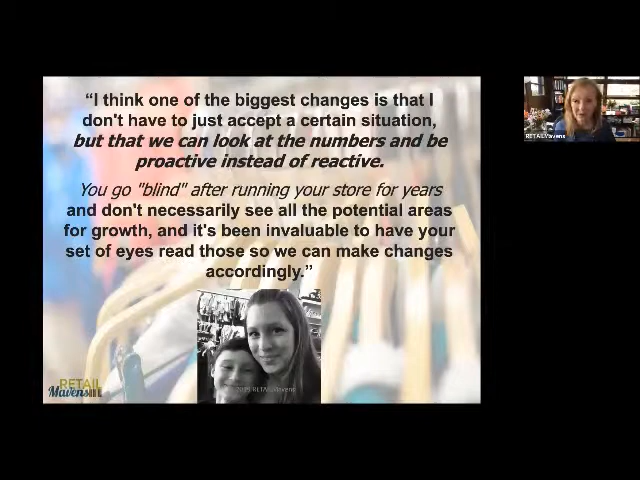 “I think one of the biggest changes is that I
don't have to just accept a certain situation,
but that we can look at the numbers and be
proactive instead of reactive.
You go "blind" after running your store for years
and don't necessarily see all the potential areas
for growth, and it's been invaluable to have your
set of eyes read those so we can make changes
accordingly.”
RETAILMavens
2019 RETAILMavens
RETAIL
Mavens